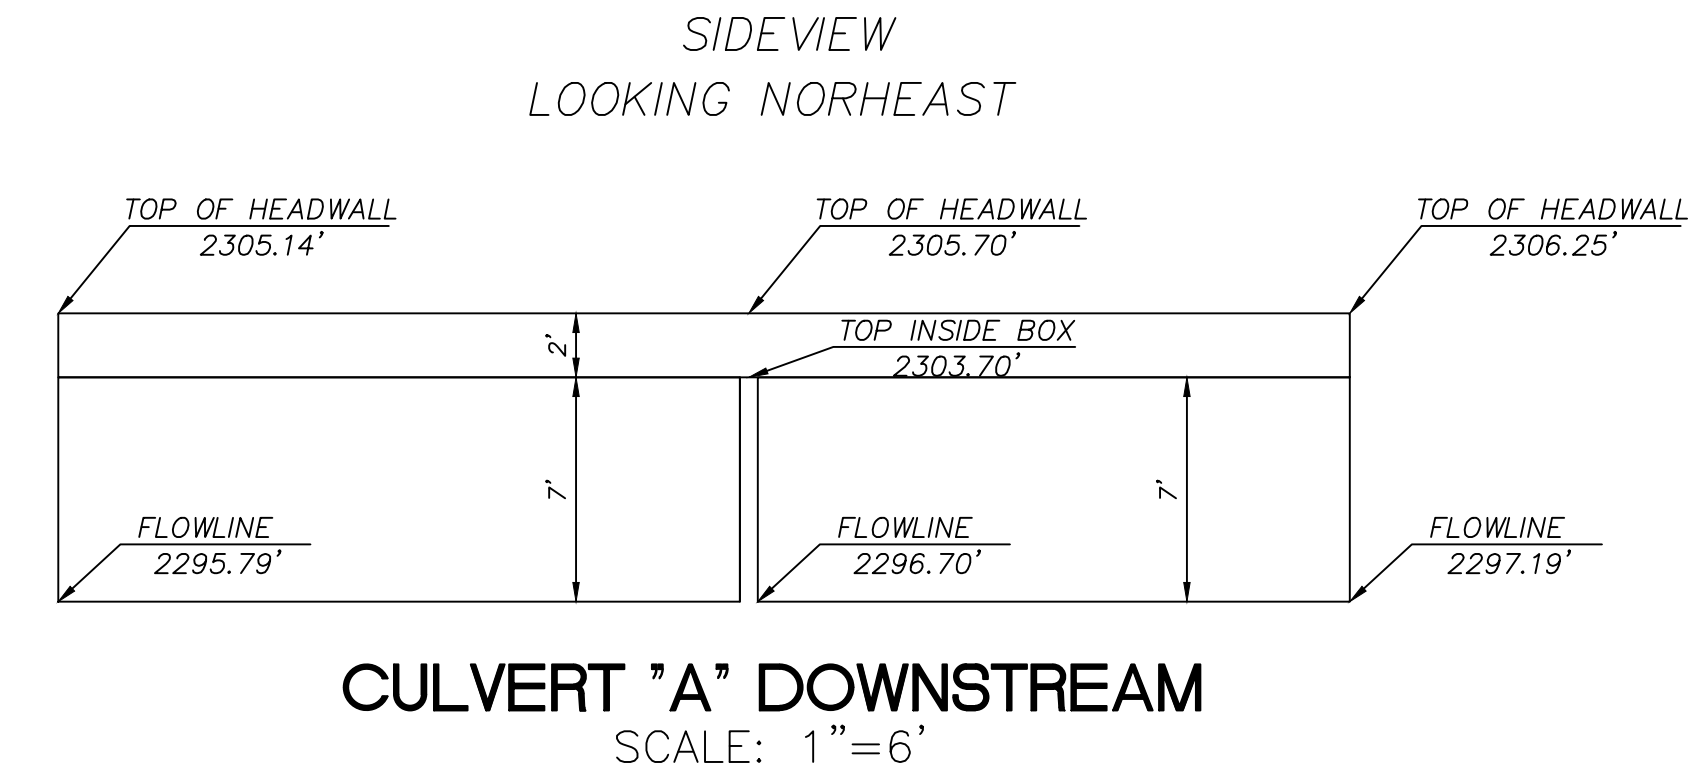 SIDEVIEW
LOOKING NORHEAST
TOP OF HEADWALL
2305.14'
TOP OF HEADWALL
2305.70'
TOP OF HEADWALL
2306.25'
2'
TOP INSIDE BOX
2303.70'
7'
7'
FLOWLINE
2295.79'
FLOWLINE
2296.70'
FLOWLINE
2297.19'
CULVERT "A" DOWNSTREAM
SCALE: 1"=6'